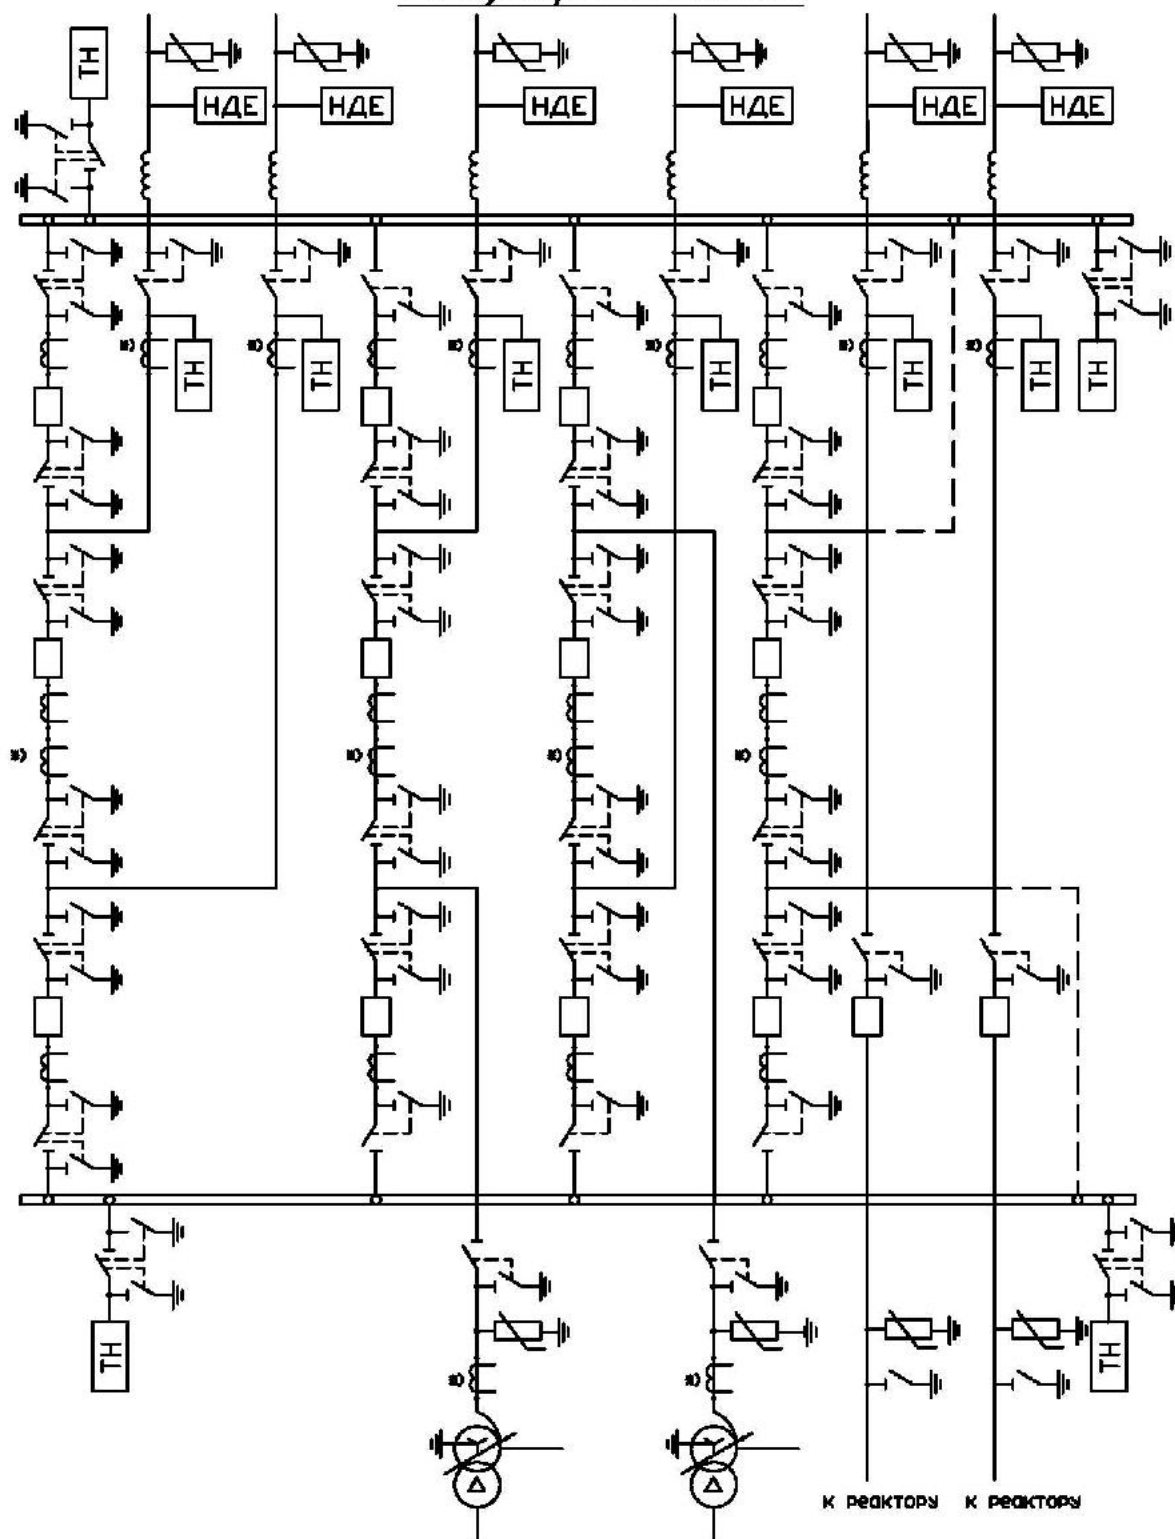 ТН
НДЕ НДЕ НДЕ НДЕ НДЕ НДЕ
ТН ТН ТН ТН ТН ТН ТН
ТН ТН
К РЕАКТОРУ К РЕАКТОРУ